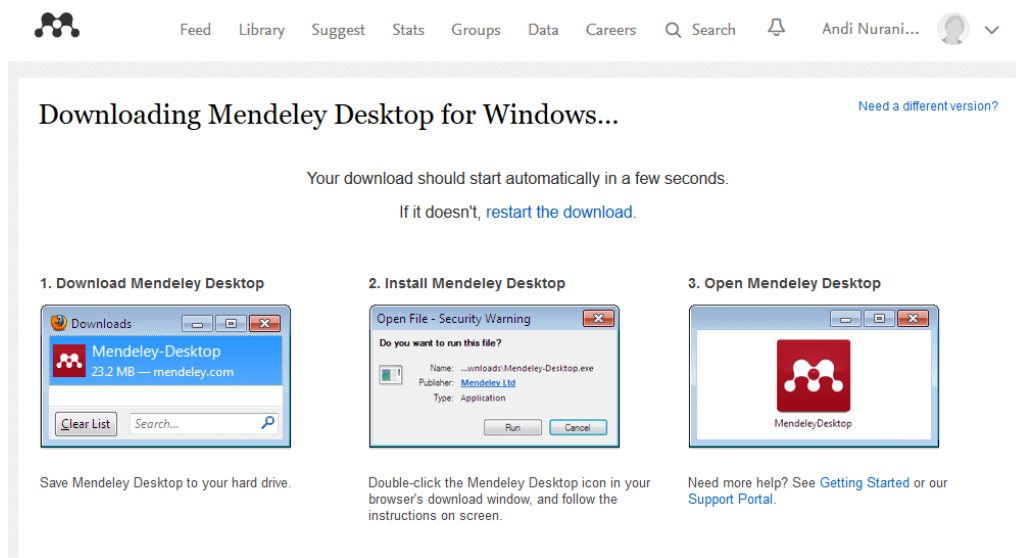 Feed Library Suggest Stats Groups Data Careers Search Andi Nurani...
Downloading Mendeley Desktop for Windows...
Need a different version?
Your download should start automatically in a few seconds.
If it doesn't, restart the download.
1. Download Mendeley Desktop
Downloads
Mendeley-Desktop
23.2 MB — mendeley.com
Clear List Search...
Save Mendeley Desktop to your hard drive.
2. Install Mendeley Desktop
Open File - Security Warning
Do you want to run this file?
Name: ...wnloads\Mendeley-Desktop.exe
Publisher: Mendeley Ltd
Type: Application
Run Cancel
Double-click the Mendeley Desktop icon in your
browser's download window, and follow the
instructions on screen.
3. Open Mendeley Desktop
MendeleyDesktop
Need more help? See Getting Started or our
Support Portal.